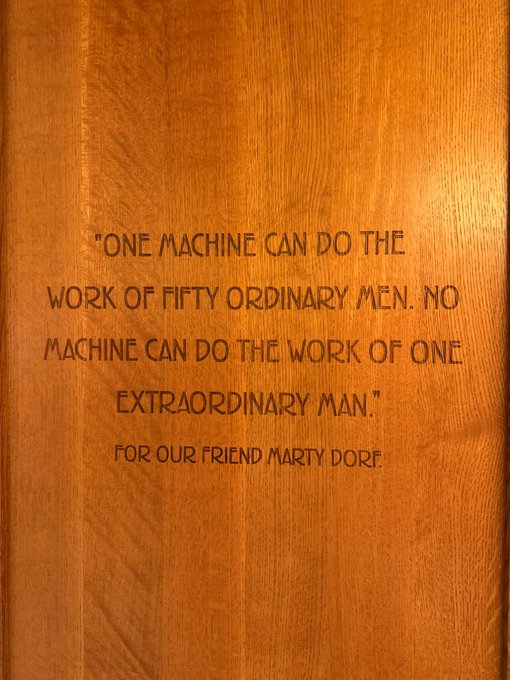 "ONE MACHINE CAN DO THE
WORK OF FIFTY ORDINARY MEN. NO
MACHINE CAN DO THE WORK OF ONE
EXTRAORDINARY MAN."
FOR OUR FRIEND MARTY DORF.